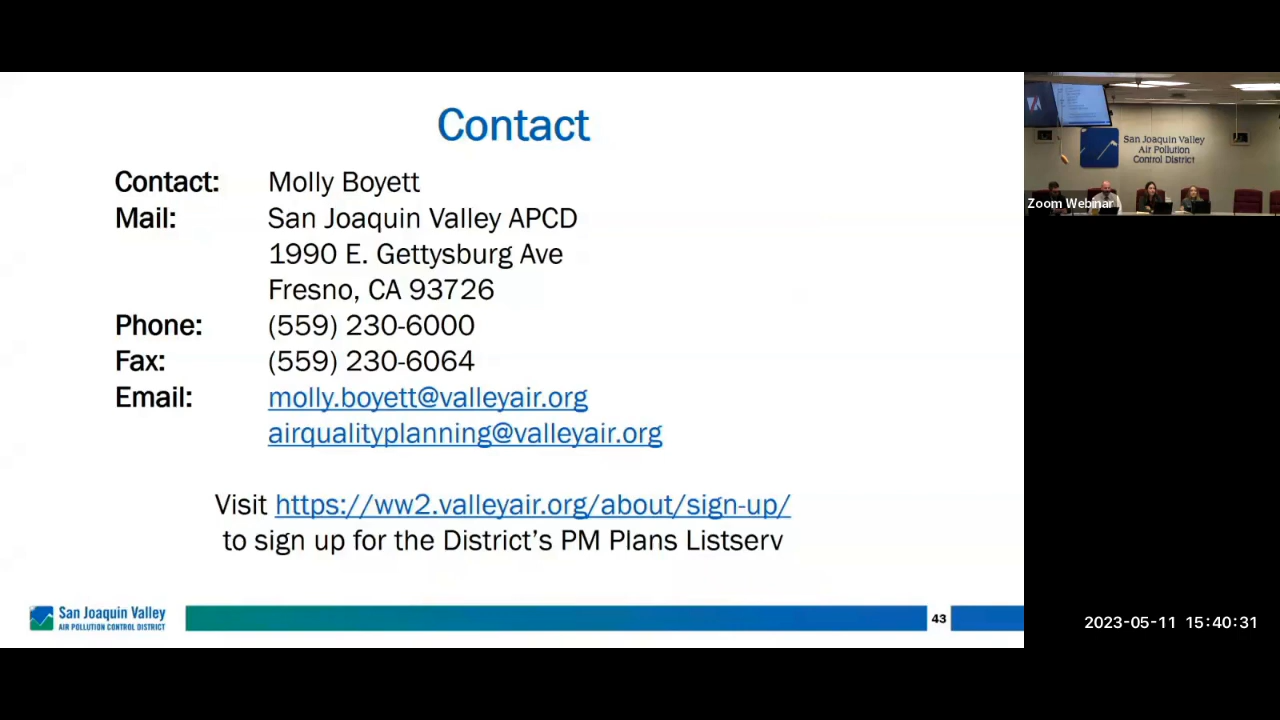 Contact
Contact: Molly Boyett
Mail: San Joaquin Valley APCD
1990 E. Gettysburg Ave
Fresno, CA 93726
Phone: (559) 230-6000
Fax: (559) 230-6064
Email: molly.boyett@valleyair.org
airqualityplanning@valleyair.org
Visit https://ww2.valleyair.org/about/sign-up/
to sign up for the District's PM Plans Listserv
San Joaquin Valley
AIR POLLUTION CONTROL DISTRICT
43
San Joaquin Valley
Air Pollution
Control District
Zoom Webinar
2023-05-11 15:40:31